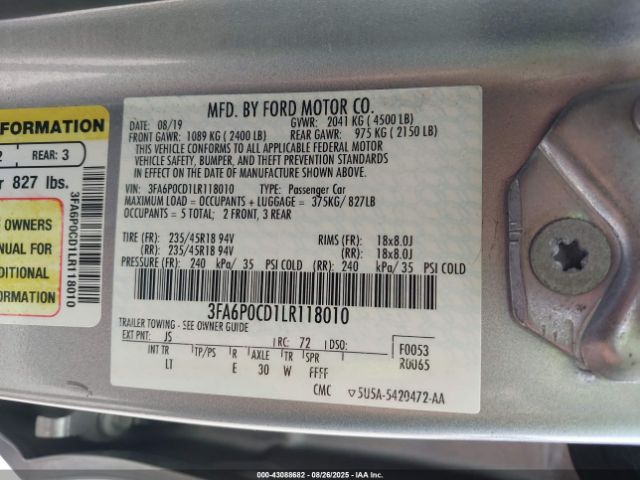 FORMATION
2 REAR: 3
r 827 lbs.
OWNERS
NUAL FOR
DITIONAL
FORMATION
3FA6P0CD1LR118010
MFD. BY FORD MOTOR CO.
DATE: 08/19 GVWR: 2041 KG ( 4500 LB)
FRONT GAWR: 1089 KG ( 2400 LB) REAR GAWR: 975 KG ( 2150 LB)
THIS VEHICLE CONFORMS TO ALL APPLICABLE FEDERAL MOTOR
VEHICLE SAFETY, BUMPER, AND THEFT PREVENTION STANDARDS
IN EFFECT ON THE DATE OF MANUFACTURE SHOWN ABOVE.
VIN: 3FA6P0CD1LR118010 TYPE: Passenger Car
MAXIMUM LOAD = OCCUPANTS + LUGGAGE = 375KG/ 827LB
OCCUPANTS = 5 TOTAL; 2 FRONT, 3 REAR
TIRE (FR): 235/45R18 94V RIMS (FR): 18x8.0J
(RR): 235/45R18 94V (RR): 18x8.0J
PRESSURE (FR): 240 kPa/ 35 PSI COLD (RR): 240 kPa/ 35 PSI COLD
3FA6P0CD1LR118010
TRAILER TOWING - SEE OWNER GUIDE
EXT PNT: JS RC: 72 DSO: F0053
INT TR TP/PS R AXLE TR SPR R0065
LT E 30 W FFFF
CMC ▽5U5A-5420472-AA
000-43088682 - 08/26/2025 - IAAI.COM